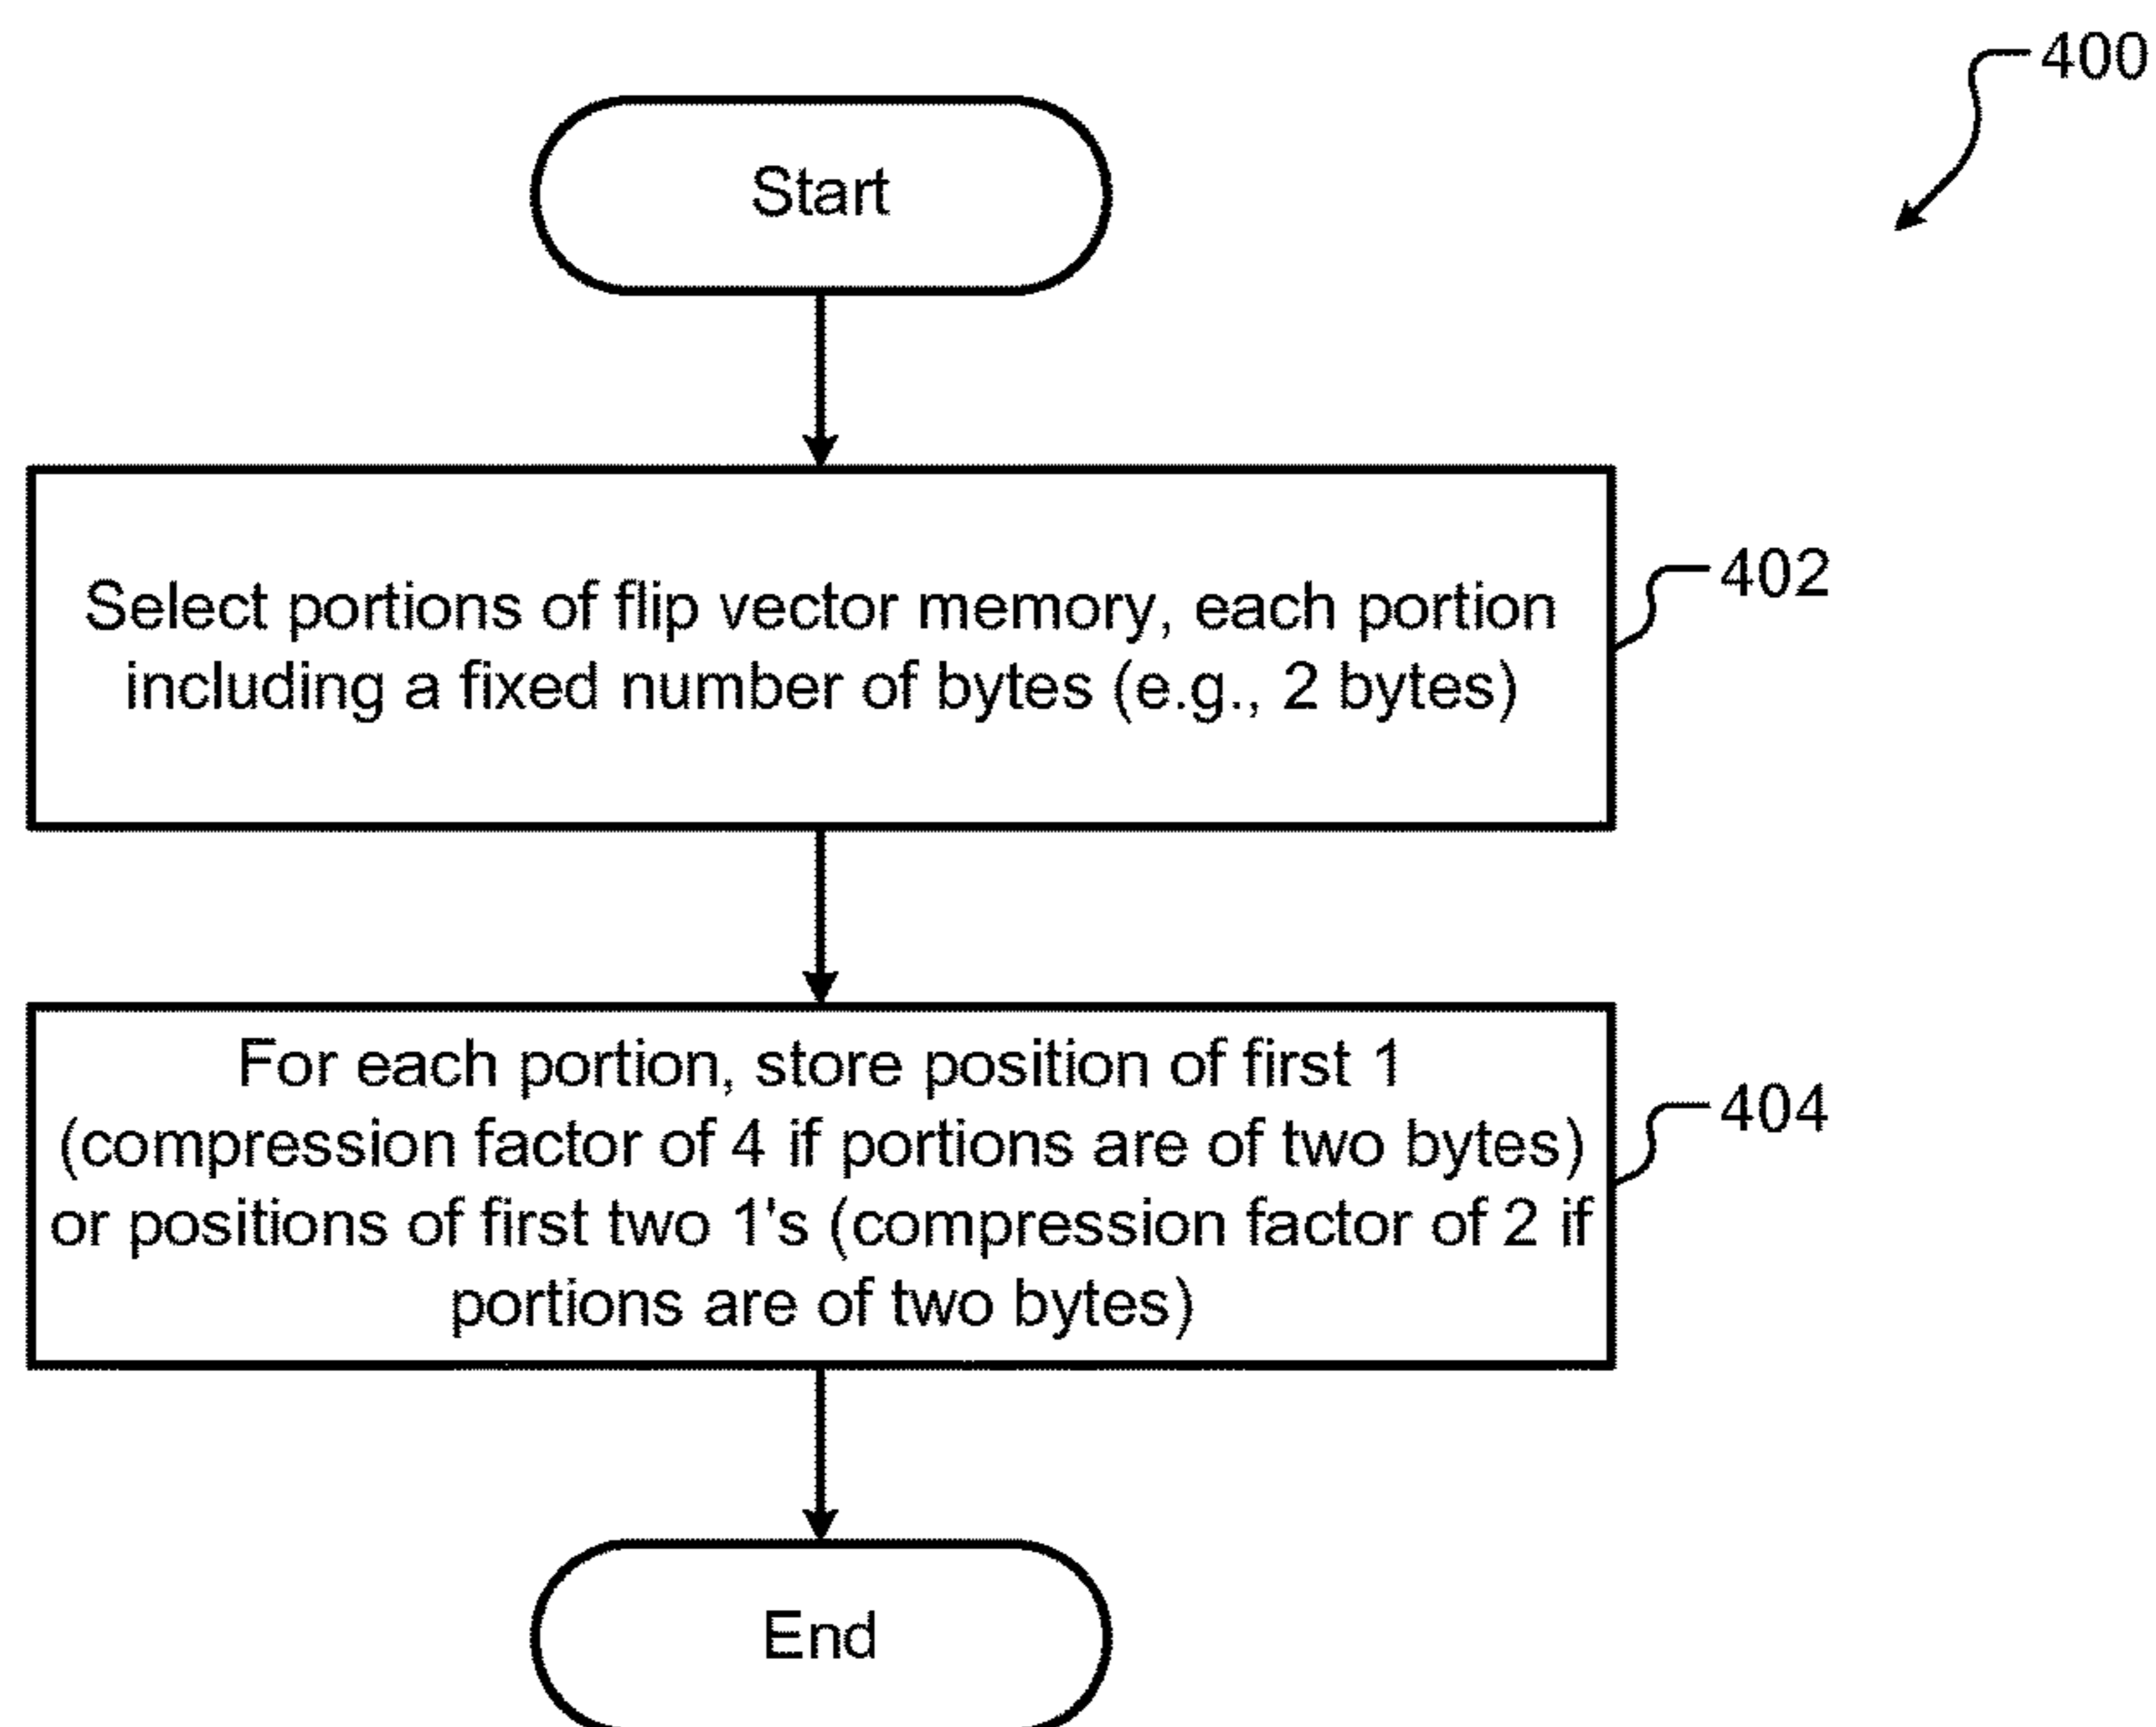 400
Start
Select portions of flip vector memory, each portion
including a fixed number of bytes (e.g., 2 bytes)
402
For each portion, store position of first 1
(compression factor of 4 if portions are of two bytes)
or positions of first two 1's (compression factor of 2 if
portions are of two bytes)
404
End